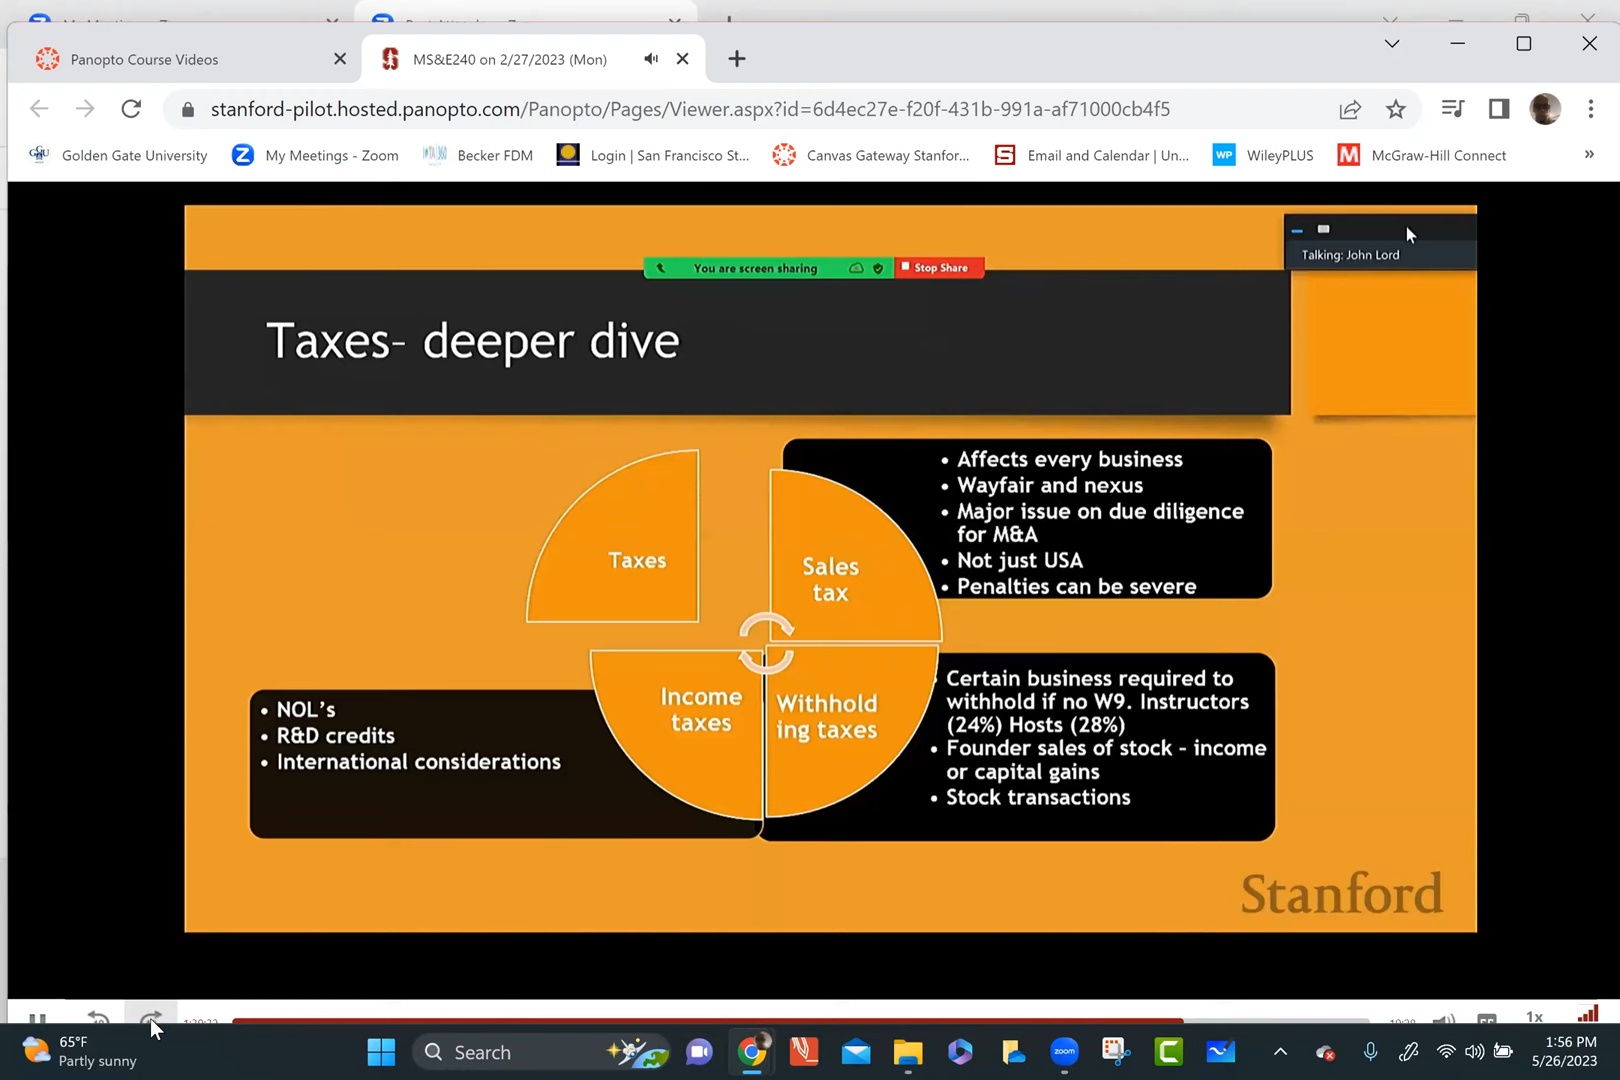 Panopto Course Videos
MS&E240 on 2/27/2023 (Mon)
stanford-pilot.hosted.panopto.com/Panopto/Pages/Viewer.aspx?id=6d4ec27e-f20f-431b-991a-af71000cb4f5
Golden Gate University
My Meetings - Zoom
Becker FDM
Login | San Francisco St...
Canvas Gateway Stanfor...
Email and Calendar | Un...
WP WileyPLUS
McGraw-Hill Connect
»
Talking: John Lord
You are screen sharing
Stop Share
Taxes- deeper dive
Taxes
Sales
tax
• Affects every business
• Wayfair and nexus
• Major issue on due diligence
for M&A
• Not just USA
• Penalties can be severe
Income
taxes
• NOL's
• R&D credits
• International considerations
Withhold
ing taxes
• Certain business required to
withhold if no W9. Instructors
(24%) Hosts (28%)
• Founder sales of stock - income
or capital gains
• Stock transactions
Stanford
1x
65°F
Partly sunny
Search
zoom
1:56 PM
5/26/2023